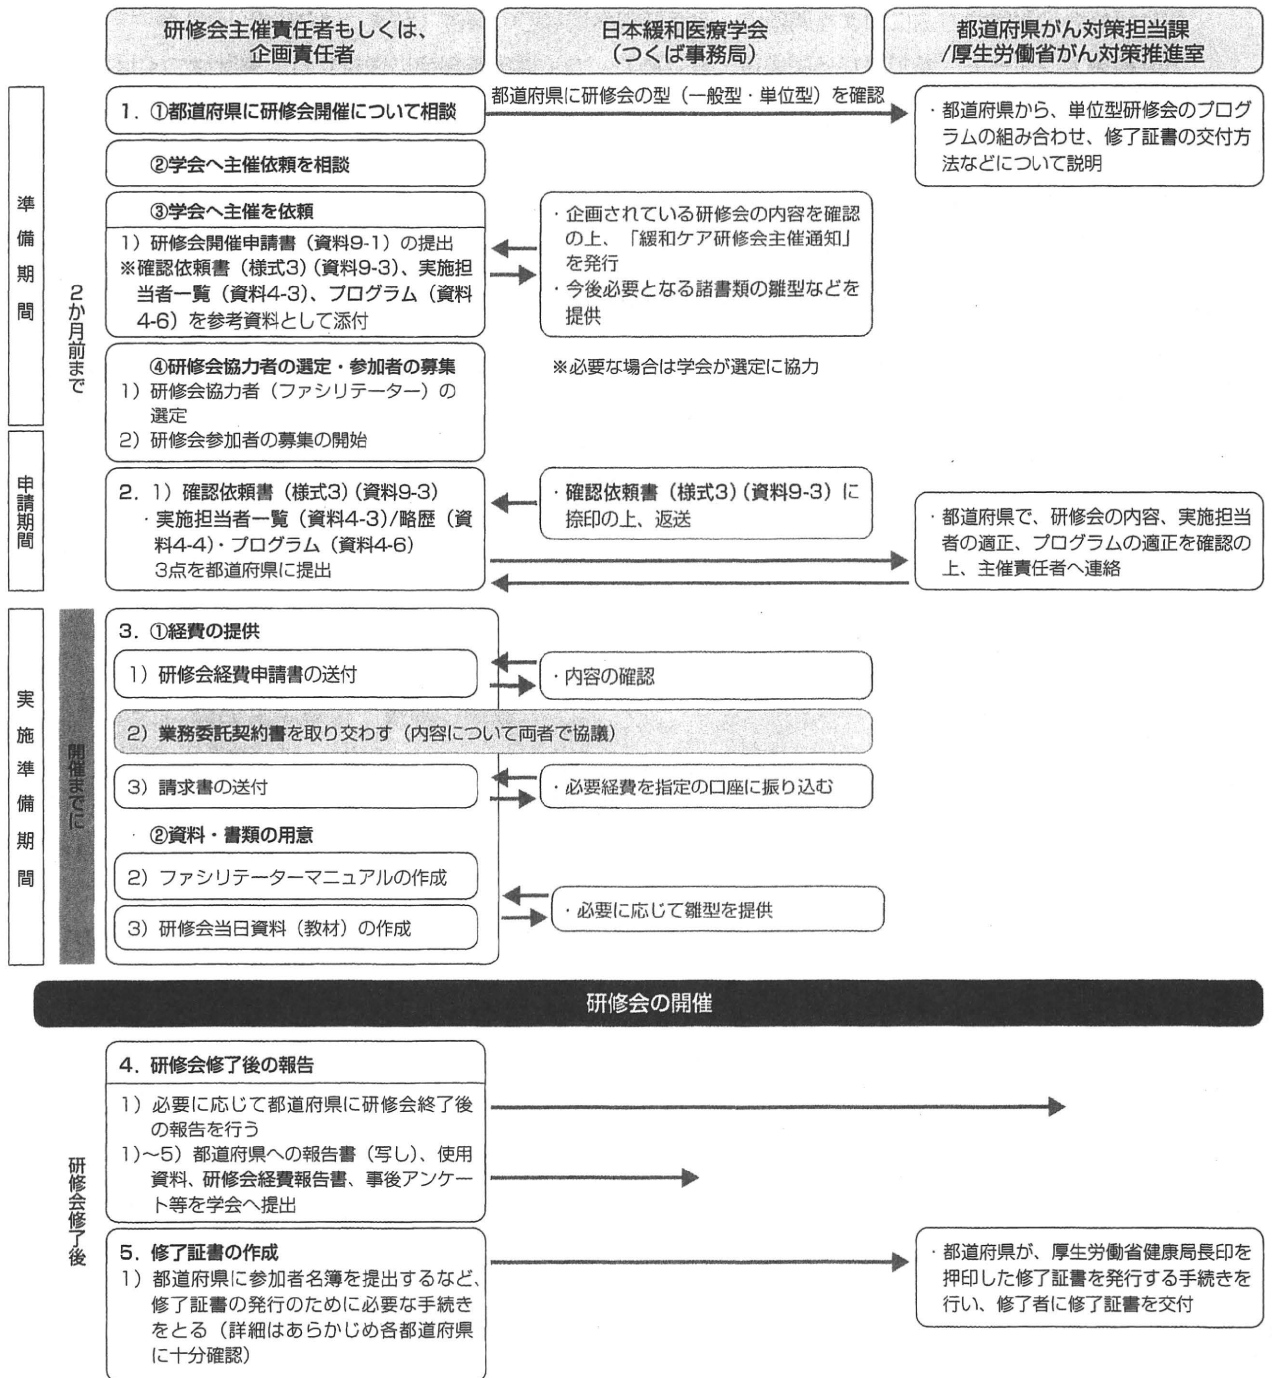 研修会主催責任者もしくは、
企画責任者
日本緩和医療学会
（つくば事務局）
都道府県がん対策担当課
/厚生労働省がん対策推進室
準備期間
2か月前まで
1．①都道府県に研修会開催について相談
都道府県に研修会の型（一般型・単位型）を確認
・都道府県から、単位型研修会のプログ
ラムの組み合わせ、修了証書の交付方
法などについて説明
②学会へ主催依頼を相談
③学会へ主催を依頼
1）研修会開催申請書（資料9-1）の提出
※確認依頼書（様式3）（資料9-3）、実施担
当者一覧（資料4-3）、プログラム（資料
4-6）を参考資料として添付
・企画されている研修会の内容を確認
の上、「緩和ケア研修会主催通知」
を発行
・今後必要となる諸書類の雛型などを
提供
④研修会協力者の選定・参加者の募集
1）研修会協力者（ファシリテーター）の
選定
2）研修会参加者の募集の開始
※必要な場合は学会が選定に協力
申請期間
2．1）確認依頼書（様式3）（資料9-3）
・実施担当者一覧（資料4-3）/略歴（資
料4-4）・プログラム（資料4-6）
3点を都道府県に提出
・確認依頼書（様式3）（資料9-3）に
捺印の上、返送
・都道府県で、研修会の内容、実施担当
者の適正、プログラムの適正を確認の
上、主催責任者へ連絡
実施準備期間
開催までに
3．①経費の提供
1）研修会経費申請書の送付
・内容の確認
2）業務委託契約書を取り交わす（内容について両者で協議）
3）請求書の送付
・必要経費を指定の口座に振り込む
②資料・書類の用意
2）ファシリテーターマニュアルの作成
3）研修会当日資料（教材）の作成
・必要に応じて雛型を提供
研修会の開催
研修会修了後
4．研修会修了後の報告
1）必要に応じて都道府県に研修会終了後
の報告を行う
1)～5）都道府県への報告書（写し）、使用
資料、研修会経費報告書、事後アンケー
ト等を学会へ提出
5．修了証書の作成
1）都道府県に参加者名簿を提出するなど、
修了証書の発行のために必要な手続き
をとる（詳細はあらかじめ各都道府県
に十分確認）
・都道府県が、厚生労働省健康局長印を
押印した修了証書を発行する手続きを
行い、修了者に修了証書を交付